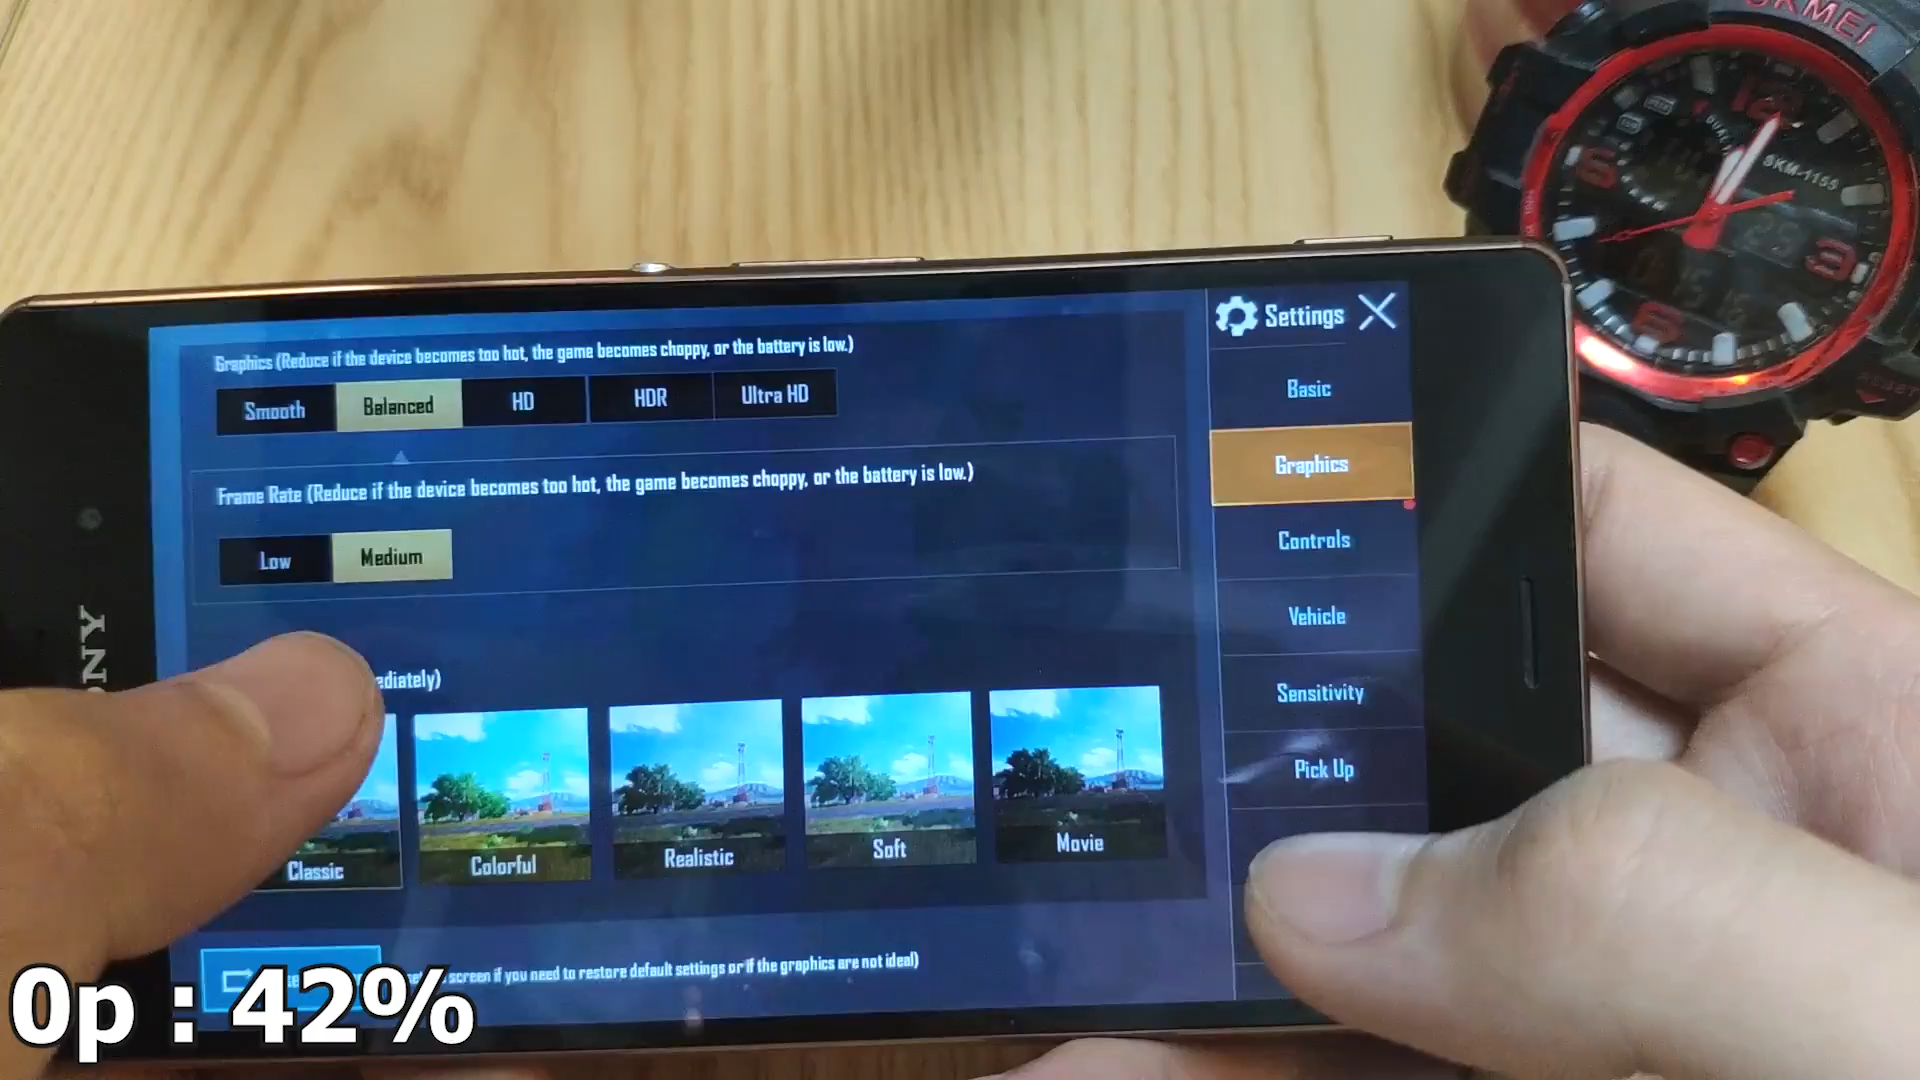 SKMEI
SKM-1155
DUAL
RESET
Settings
Graphics (Reduce if the device becomes too hot, the game becomes choppy, or the battery is low.)
Smooth
Balanced
HD
HDR
Ultra HD
Frame Rate (Reduce if the device becomes too hot, the game becomes choppy, or the battery is low.)
Low
Medium
ediately)
Classic
Colorful
Realistic
Soft
Movie
screen if you need to restore default settings or if the graphics are not ideal)
Basic
Graphics
Controls
Vehicle
Sensitivity
Pick Up
ONY
0p : 42%